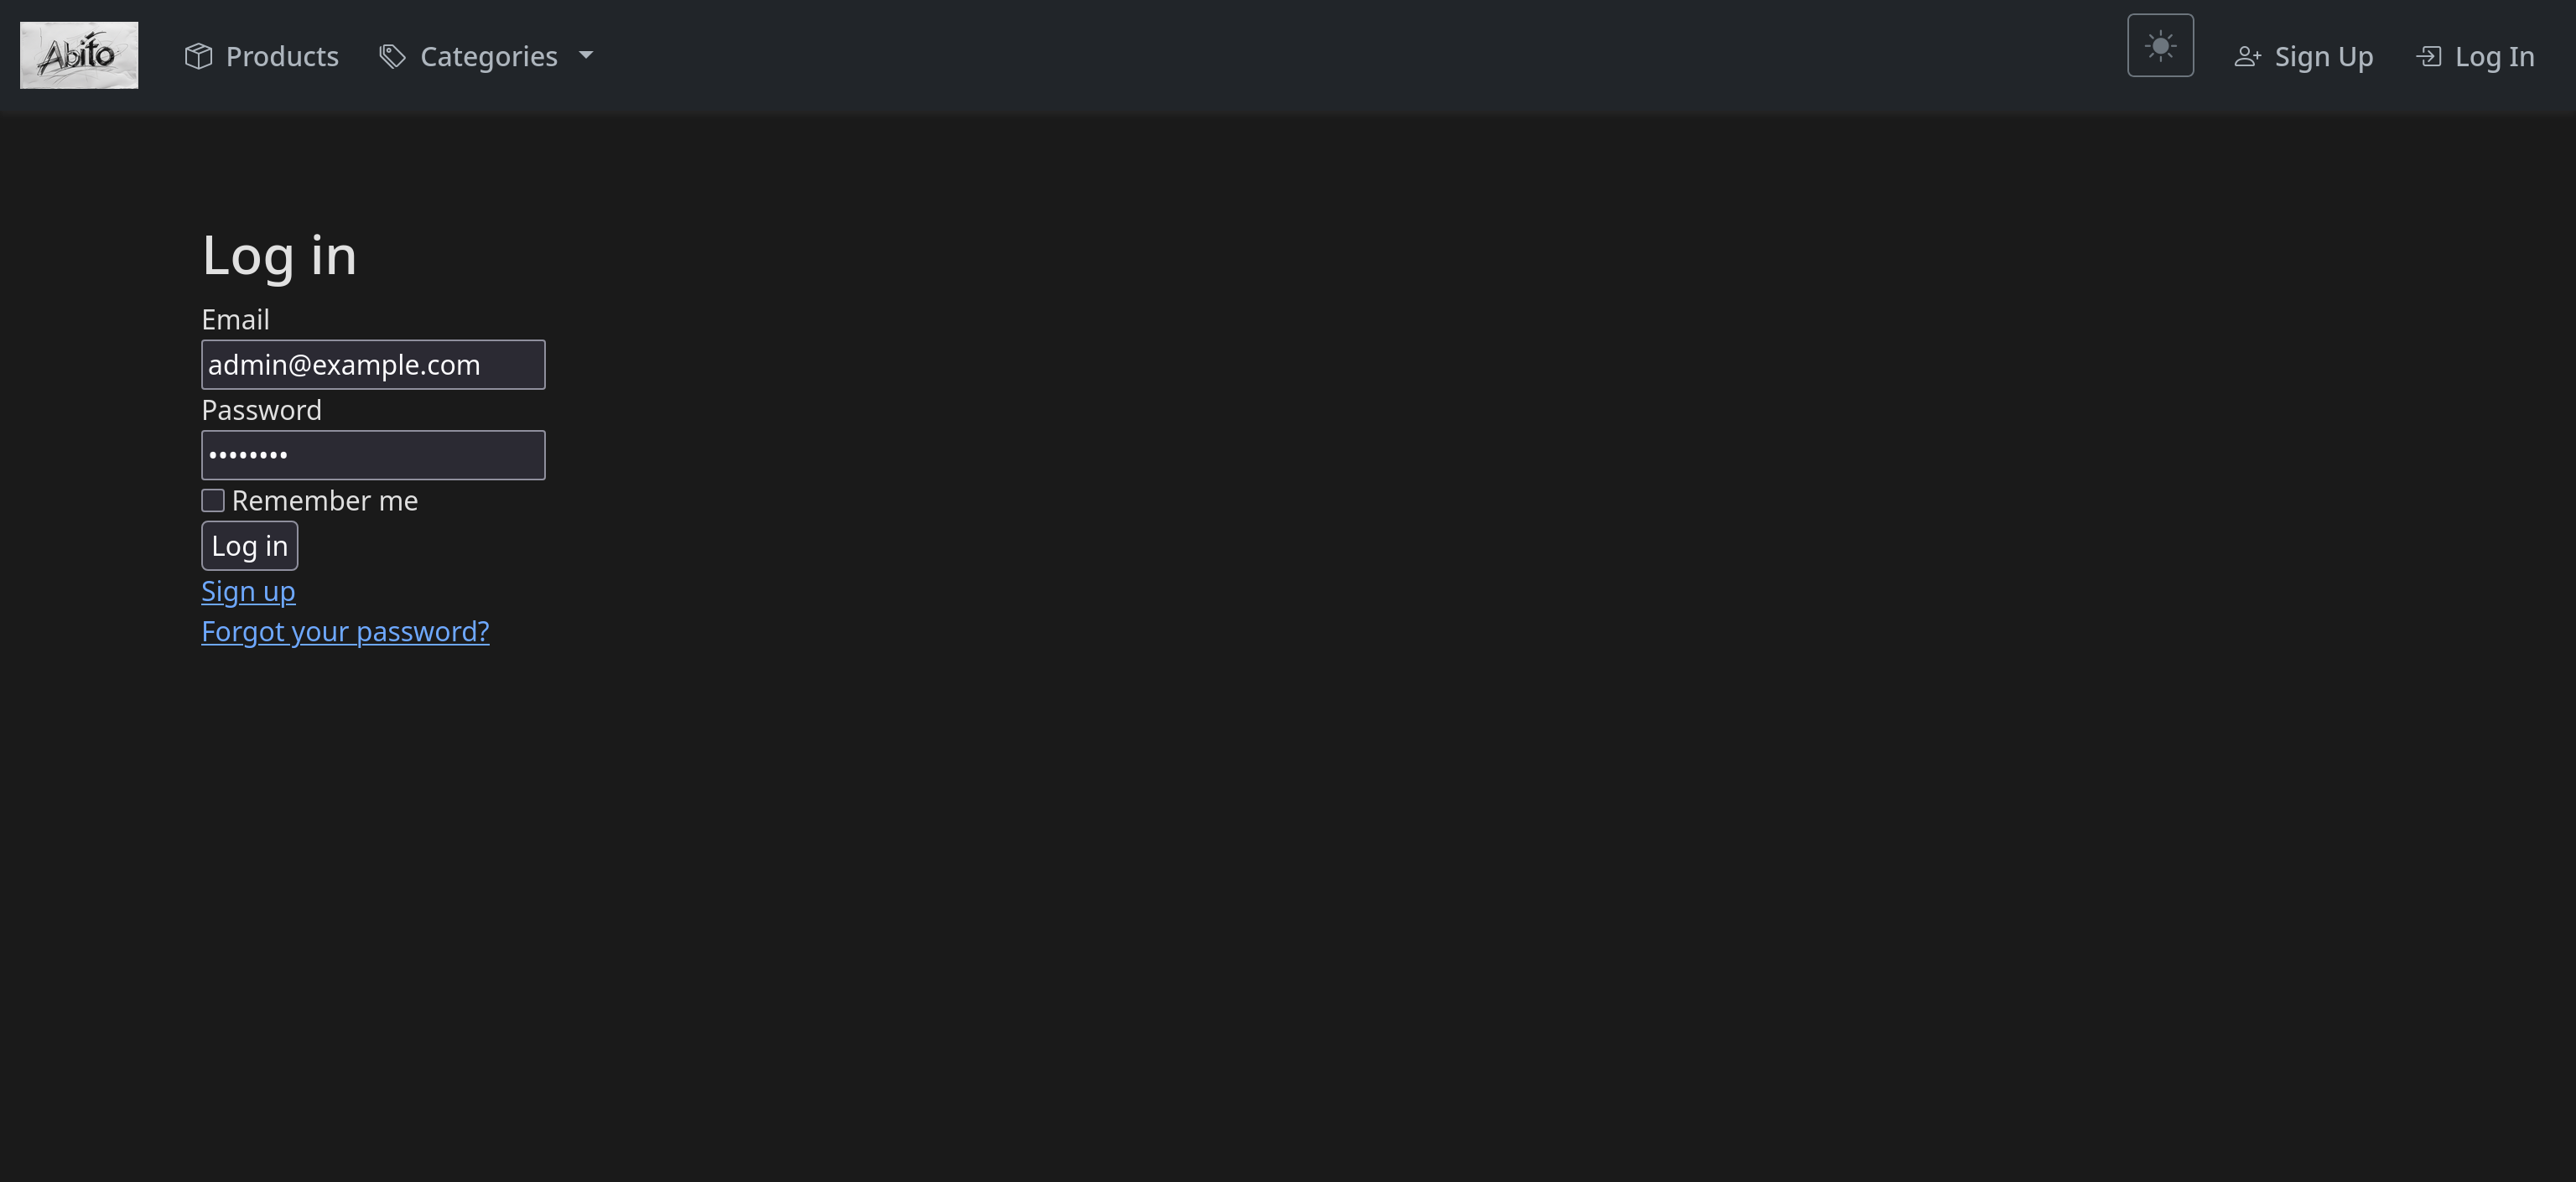 Abito
Products
Categories
Sign Up
Log In
Log in
Email
admin@example.com
Password
••••••••
Remember me
Log in
Sign up
Forgot your password?